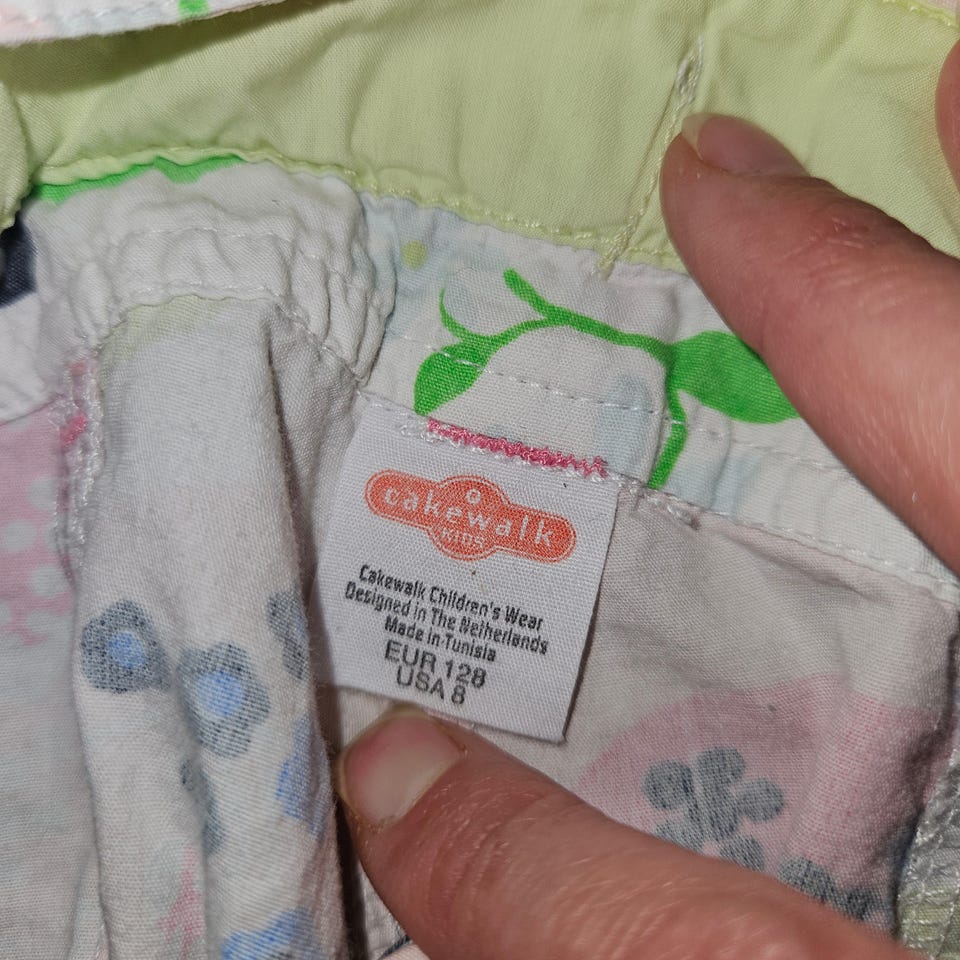 cakewalk
KIDS
Cakewalk Children's Wear
Designed in The Netherlands
Made in Tunisia
EUR 128
USA 8